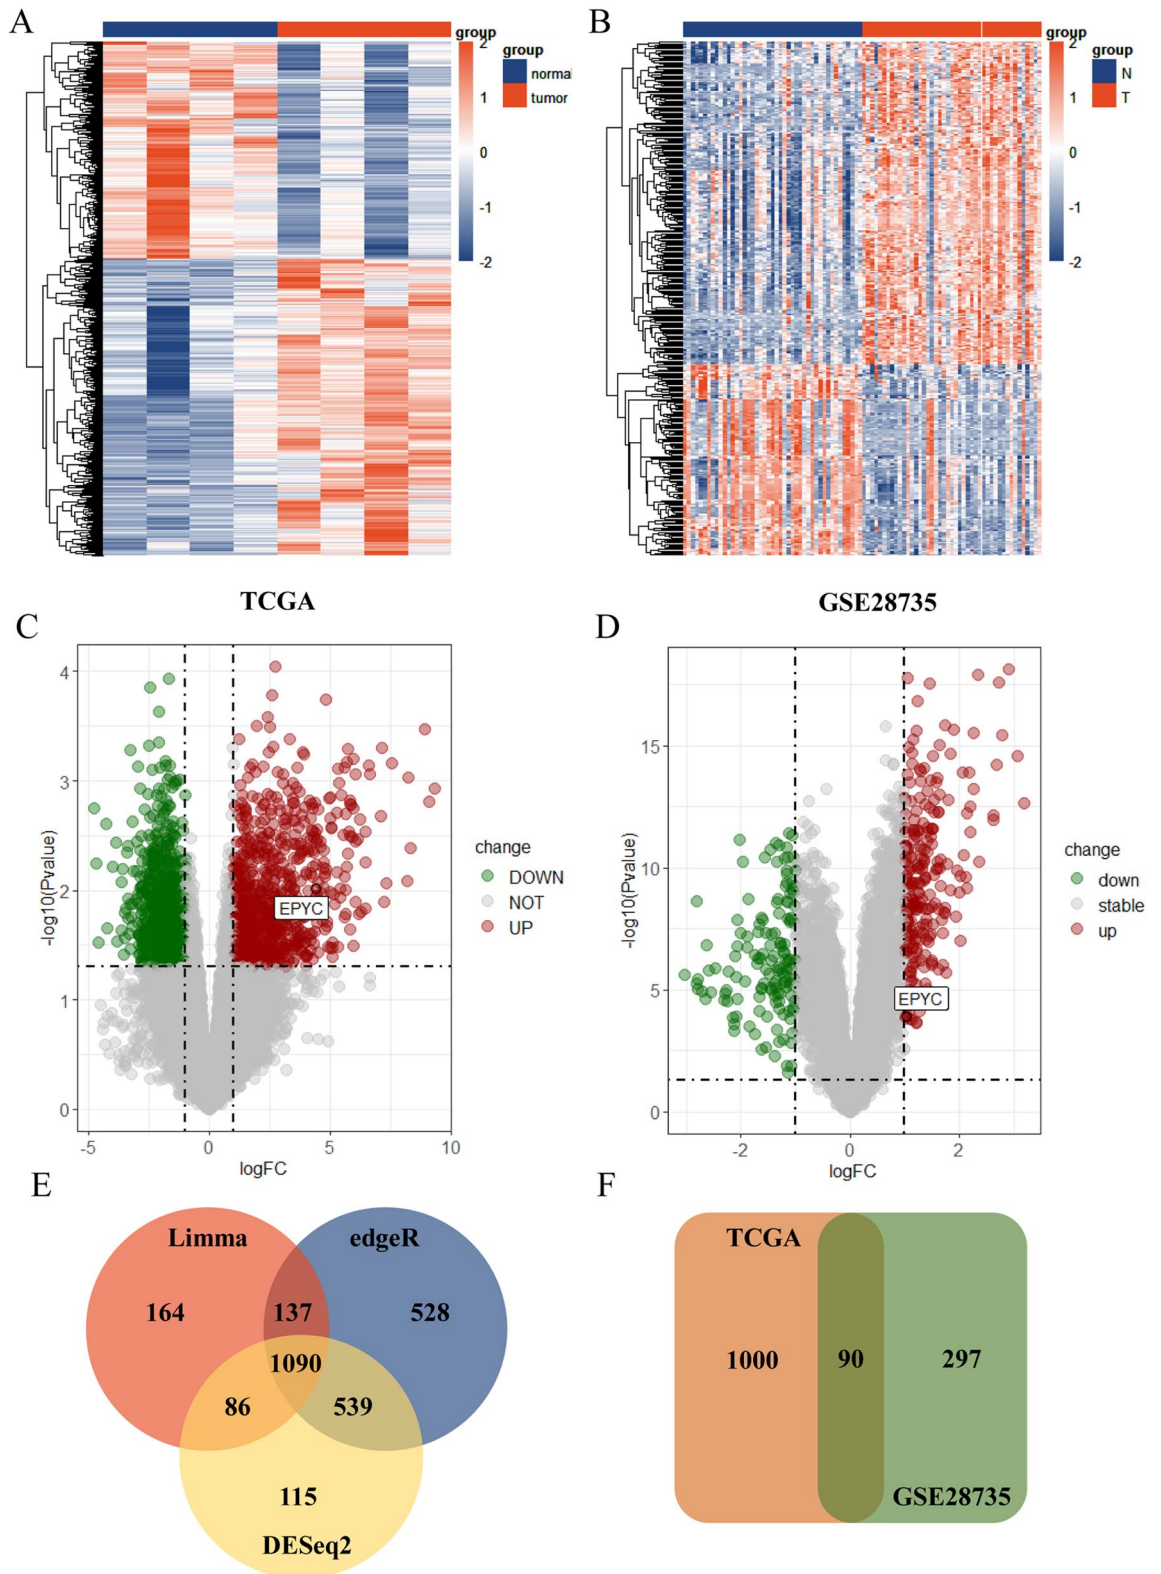 A
group
2
1
0
-1
-2
group
normal
tumor
B
group
2
1
0
-1
-2
group
N
T
TCGA
GSE28735
C
4
3
2
1
0
-log10(Pvalue)
EPYC
-5
0
5
10
logFC
change
DOWN
NOT
UP
D
15
10
5
0
-log10(Pvalue)
EPYC
-2
0
2
logFC
change
down
stable
up
E
Limma
edgeR
164
137
528
1090
86
539
115
DESeq2
F
TCGA
1000
90
297
GSE28735